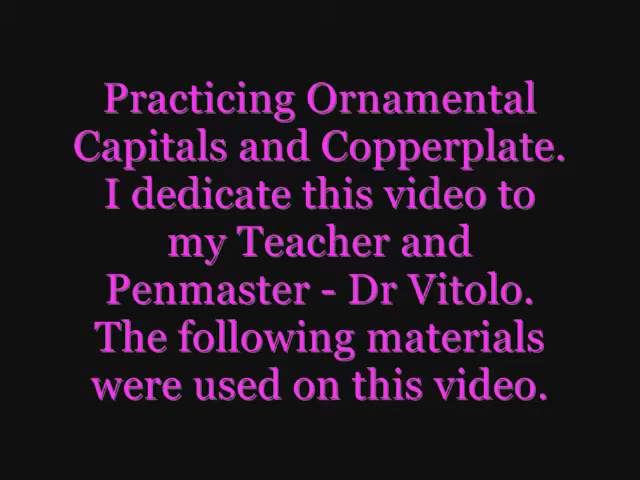 Practicing Ornamental
Capitals and Copperplate.
I dedicate this video to
my Teacher and
Penmaster - Dr Vitolo.
The following materials
were used on this video.